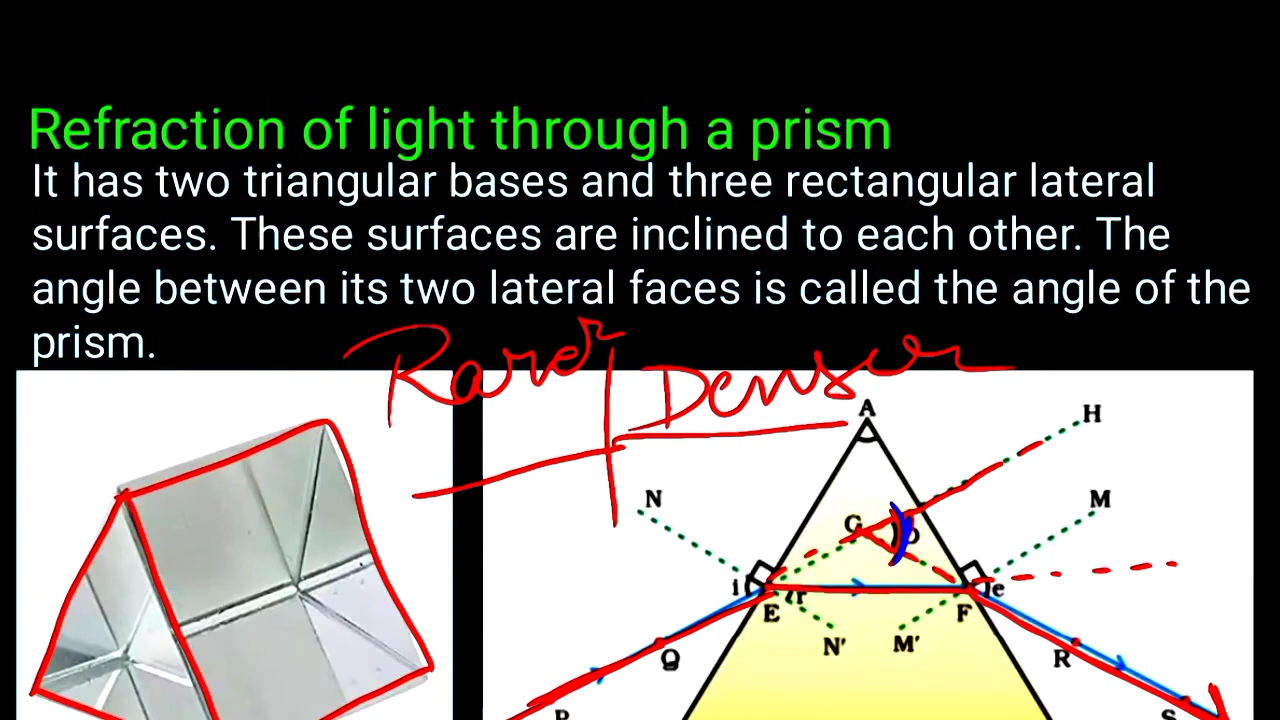 Refraction of light through a prism
It has two triangular bases and three rectangular lateral
surfaces. These surfaces are inclined to each other. The
angle between its two lateral faces is called the angle of the
prism.
Rarer Denser
A
H
N
M
G D
i e
r
E F
N' M'
Q R
P S